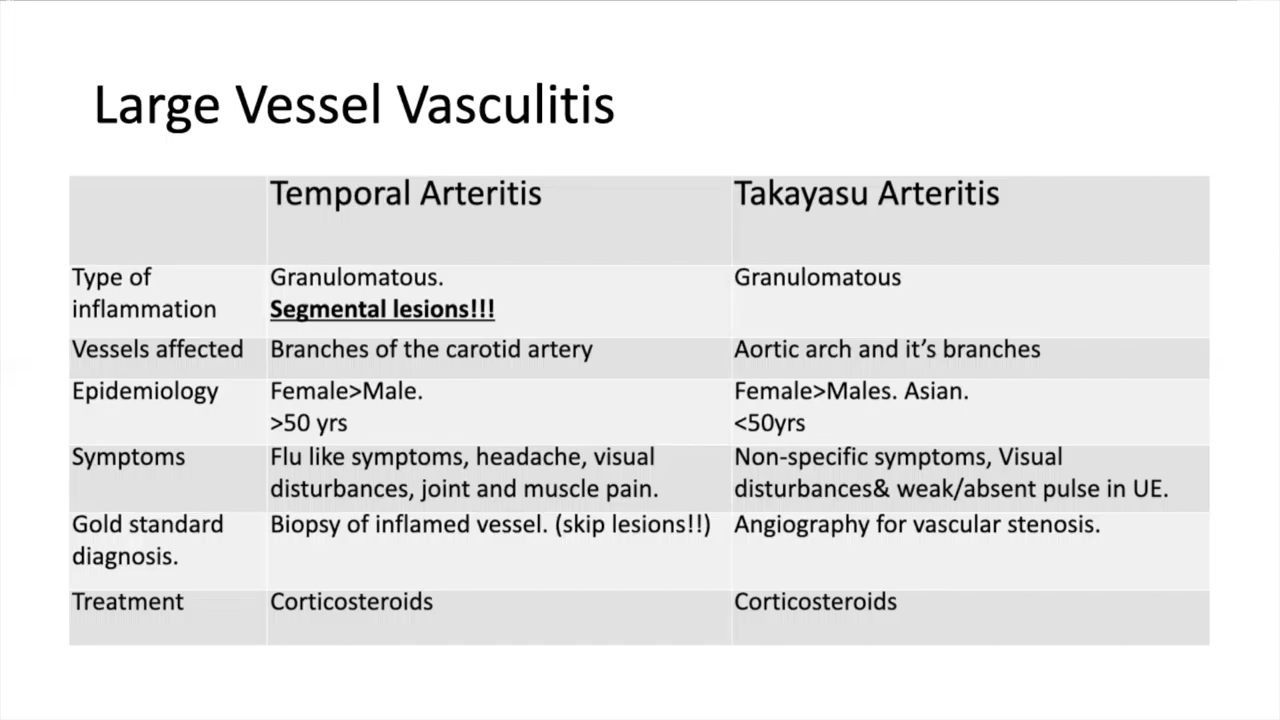 Large Vessel Vasculitis
Temporal Arteritis
Takayasu Arteritis
Type of
inflammation
Granulomatous.
Segmental lesions!!!
Granulomatous
Vessels affected
Branches of the carotid artery
Aortic arch and it’s branches
Epidemiology
Female>Male.
>50 yrs
Female>Males. Asian.
<50yrs
Symptoms
Flu like symptoms, headache, visual
disturbances, joint and muscle pain.
Non-specific symptoms, Visual
disturbances& weak/absent pulse in UE.
Gold standard
diagnosis.
Biopsy of inflamed vessel. (skip lesions!!)
Angiography for vascular stenosis.
Treatment
Corticosteroids
Corticosteroids